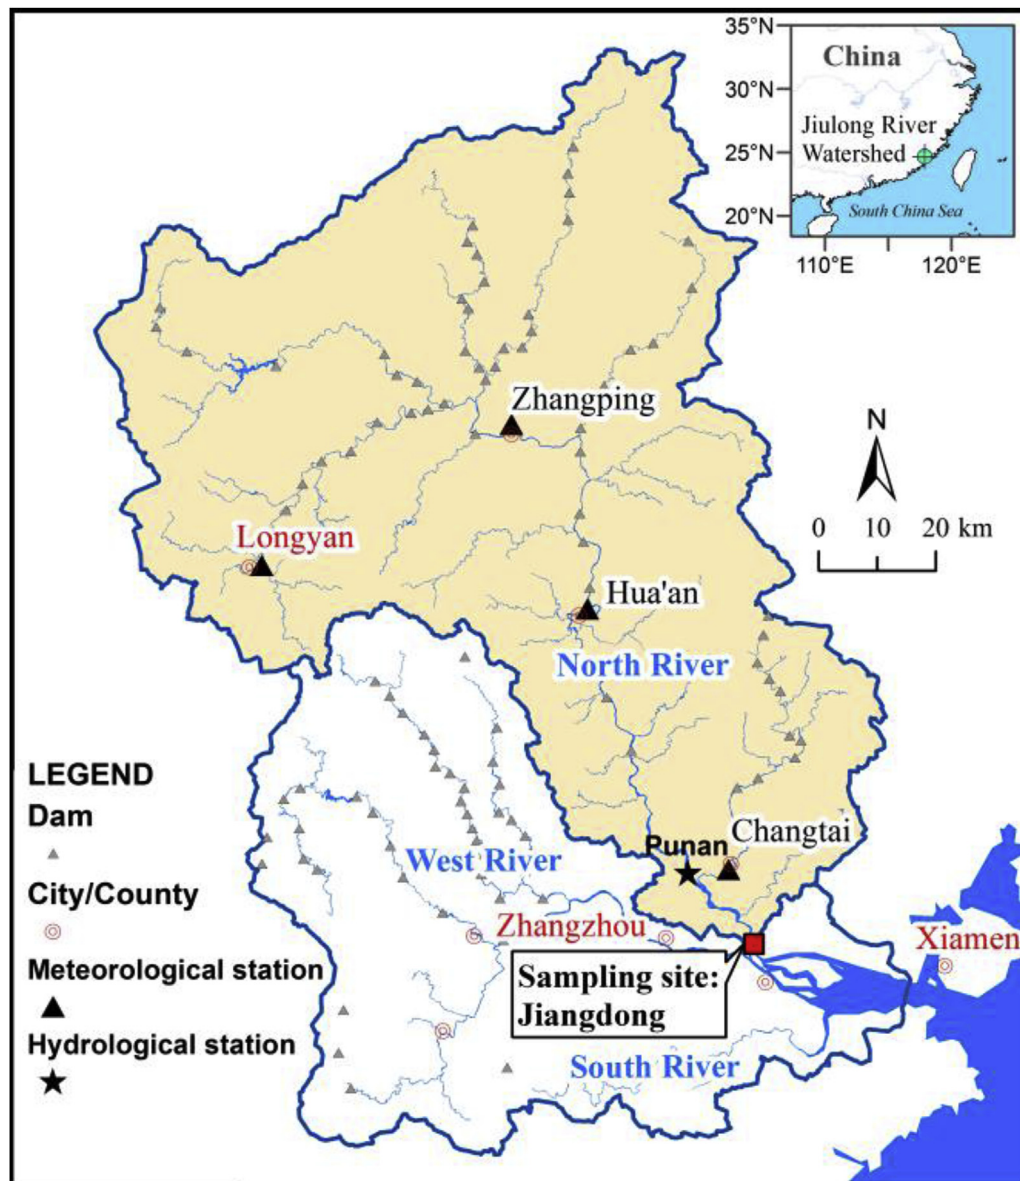 35°N
China
30°N
Jiulong River
Watershed
25°N
20°N
South China Sea
110°E
120°E
Zhangping
N
0 10 20 km
Longyan
Hua'an
North River
LEGEND
Dam
City/County
Meteorological station
Hydrological station
West River
Punan
Changtai
Zhangzhou
Xiamen
Sampling site:
Jiangdong
South River